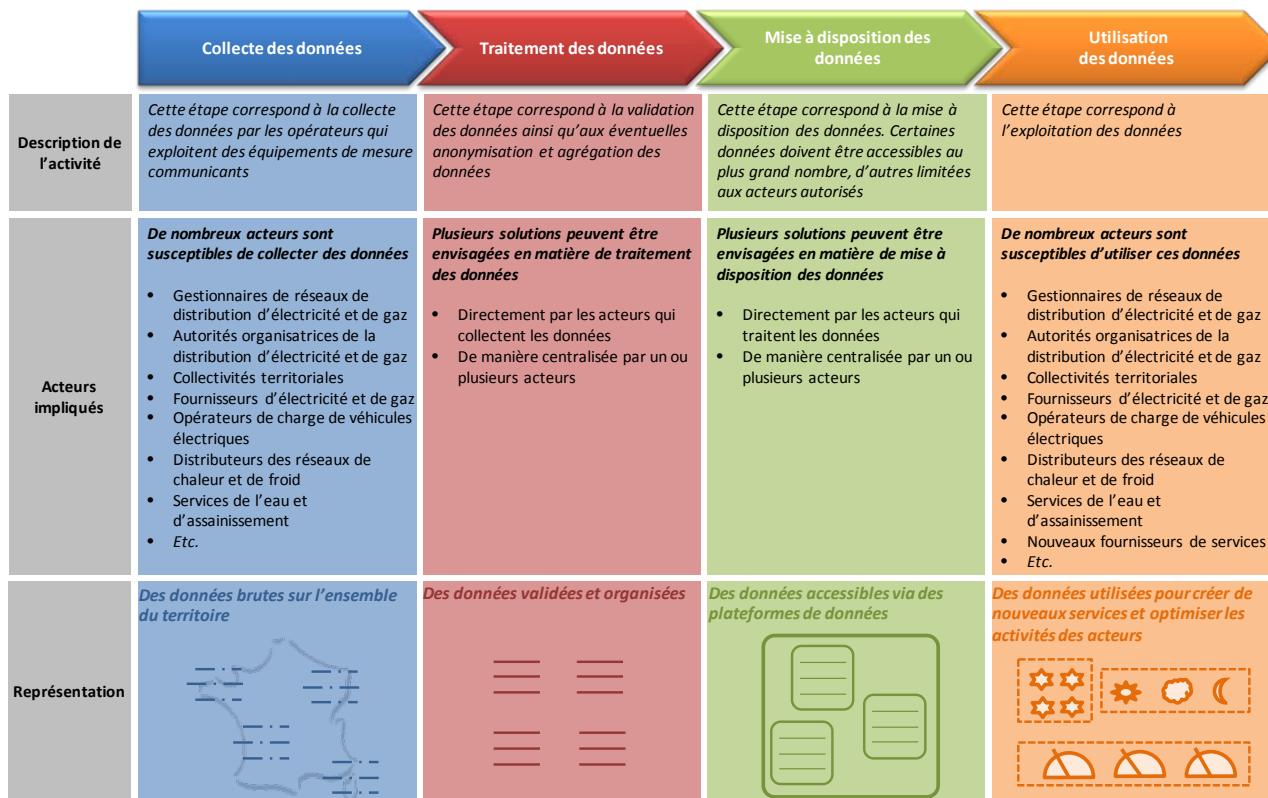 Collecte des données
Traitement des données
Mise à disposition des
données
Utilisation
des données
Description de
l'activité
Cette étape correspond à la collecte
des données par les opérateurs qui
exploitent des équipements de mesure
communicants
Cette étape correspond à la validation
des données ainsi qu'aux éventuelles
anonymisation et agrégation des
données
Cette étape correspond à la mise à
disposition des données. Certaines
données doivent être accessibles au
plus grand nombre, d'autres limitées
aux acteurs autorisés
Cette étape correspond à
l'exploitation des données
Acteurs
impliqués
De nombreux acteurs sont
susceptibles de collecter des données
• Gestionnaires de réseaux de
distribution d'électricité et de gaz
• Autorités organisatrices de la
distribution d'électricité et de gaz
• Collectivités territoriales
• Fournisseurs d'électricité et de gaz
• Opérateurs de charge de véhicules
électriques
• Distributeurs des réseaux de
chaleur et de froid
• Services de l'eau et
d'assainissement
• Etc.
Plusieurs solutions peuvent être
envisagées en matière de traitement
des données
• Directement par les acteurs qui
collectent les données
• De manière centralisée par un ou
plusieurs acteurs
Plusieurs solutions peuvent être
envisagées en matière de mise à
disposition des données
• Directement par les acteurs qui
traitent les données
• De manière centralisée par un ou
plusieurs acteurs
De nombreux acteurs sont
susceptibles d'utiliser ces données
• Gestionnaires de réseaux de
distribution d'électricité et de gaz
• Autorités organisatrices de la
distribution d'électricité et de gaz
• Collectivités territoriales
• Fournisseurs d'électricité et de gaz
• Opérateurs de charge de véhicules
électriques
• Distributeurs des réseaux de
chaleur et de froid
• Services de l'eau et
d'assainissement
• Nouveaux fournisseurs de services
• Etc.
Représentation
Des données brutes sur l'ensemble
du territoire
Des données validées et organisées
Des données accessibles via des
plateformes de données
Des données utilisées pour créer de
nouveaux services et optimiser les
activités des acteurs